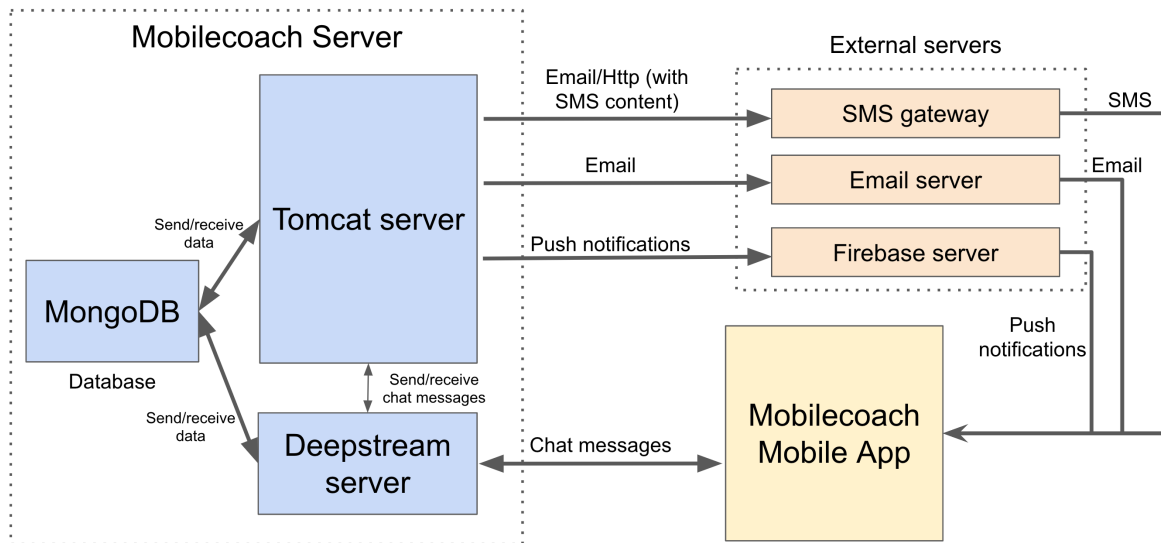 Mobilecoach Server
External servers
Email/Http (with
SMS content)
SMS gateway
SMS
Email
Email server
Email
Tomcat server
Send/receive
data
Push notifications
Firebase server
MongoDB
Database
Push
notifications
Send/receive
chat messages
Send/receive
data
Deepstream
server
Chat messages
Mobilecoach
Mobile App